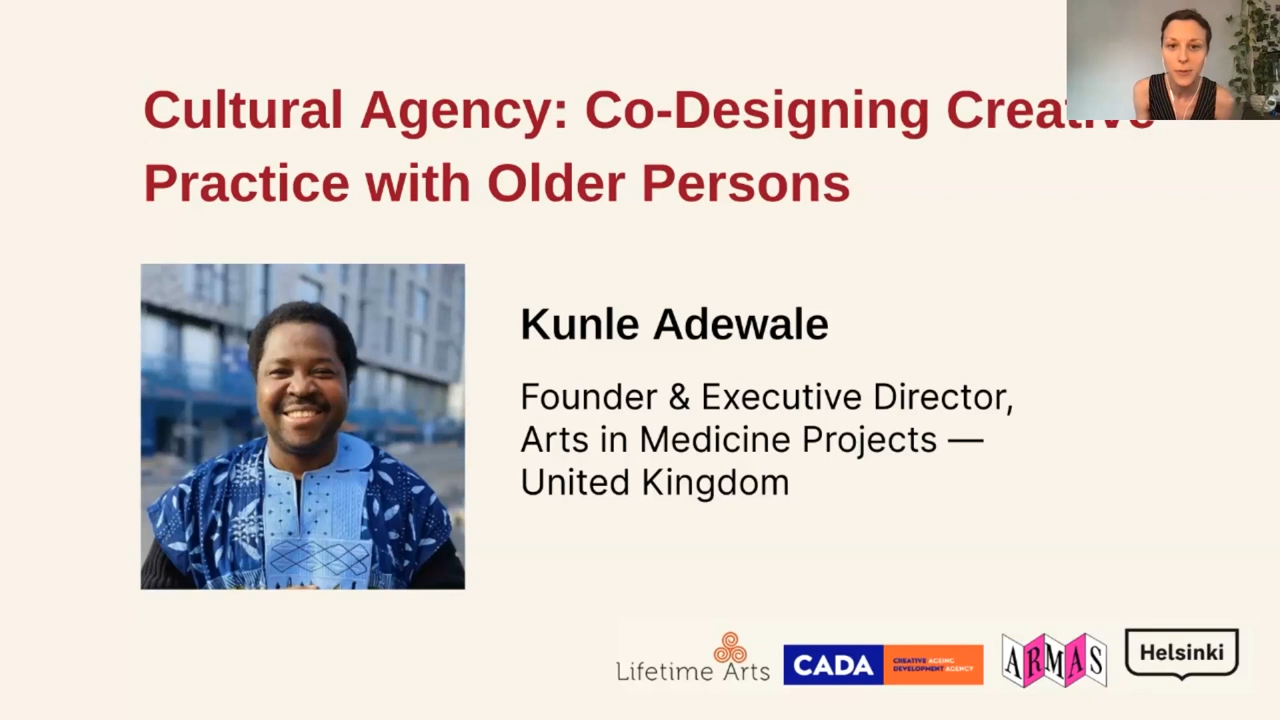 Cultural Agency: Co-Designing Creative
Practice with Older Persons
Kunle Adewale
Founder & Executive Director,
Arts in Medicine Projects —
United Kingdom
Lifetime Arts
CADA
CREATIVE AGEING
DEVELOPMENT AGENCY
ARMAS
Helsinki